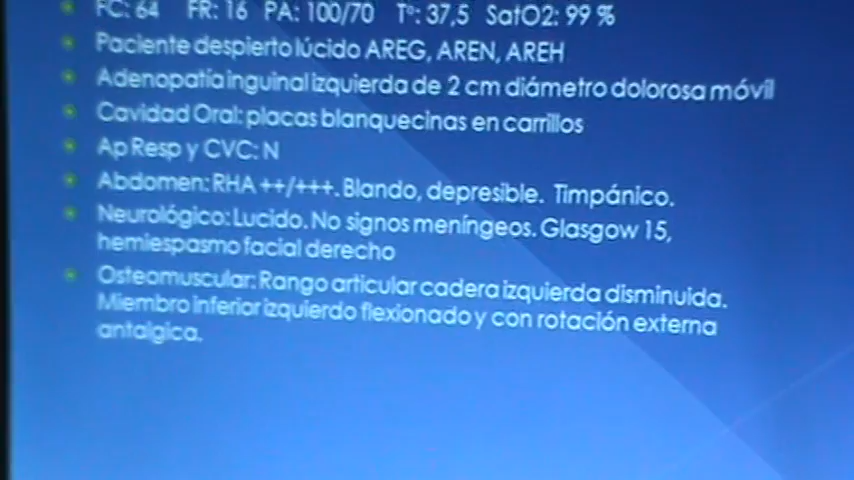 FC: 64 FR: 16 PA: 100/70 Tº: 37,5 SatO2: 99 %
Paciente despierto lúcido AREG, AREN, AREH
Adenopatía inguinal izquierda de 2 cm diámetro dolorosa móvil
Cavidad Oral: placas blanquecinas en carrillos
Ap Resp y CVC: N
Abdomen: RHA ++/+++. Blando, depresible. Timpánico.
Neurológico: Lucido. No signos meníngeos. Glasgow 15,
hemiespasmo facial derecho
Osteomuscular: Rango articular cadera izquierda disminuida.
Miembro Inferior izquierdo flexionado y con rotación externa
antalgica.